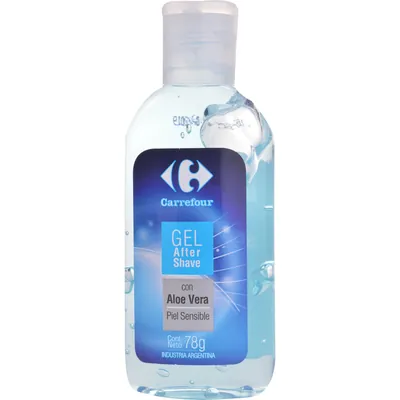 Carrefour
GEL
After
Shave
con
Aloe Vera
Piel Sensible
Cont.
Neto 78g
INDUSTRIA ARGENTINA